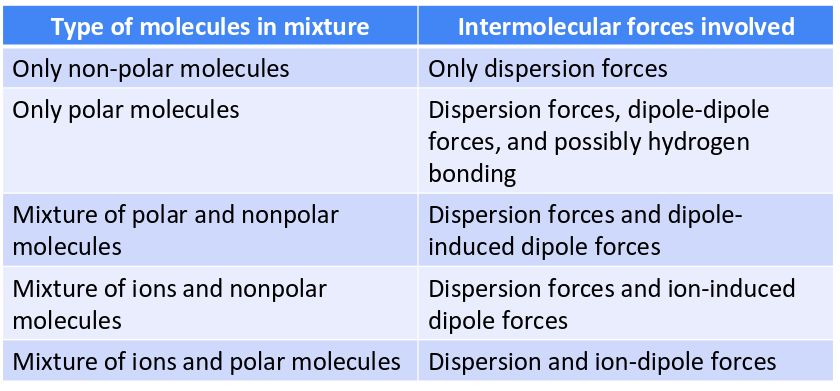 Type of molecules in mixture
Intermolecular forces involved
Only non-polar molecules
Only dispersion forces
Only polar molecules
Dispersion forces, dipole-dipole
forces, and possibly hydrogen
bonding
Mixture of polar and nonpolar
molecules
Dispersion forces and dipole-
induced dipole forces
Mixture of ions and nonpolar
molecules
Dispersion forces and ion-induced
dipole forces
Mixture of ions and polar molecules
Dispersion and ion-dipole forces